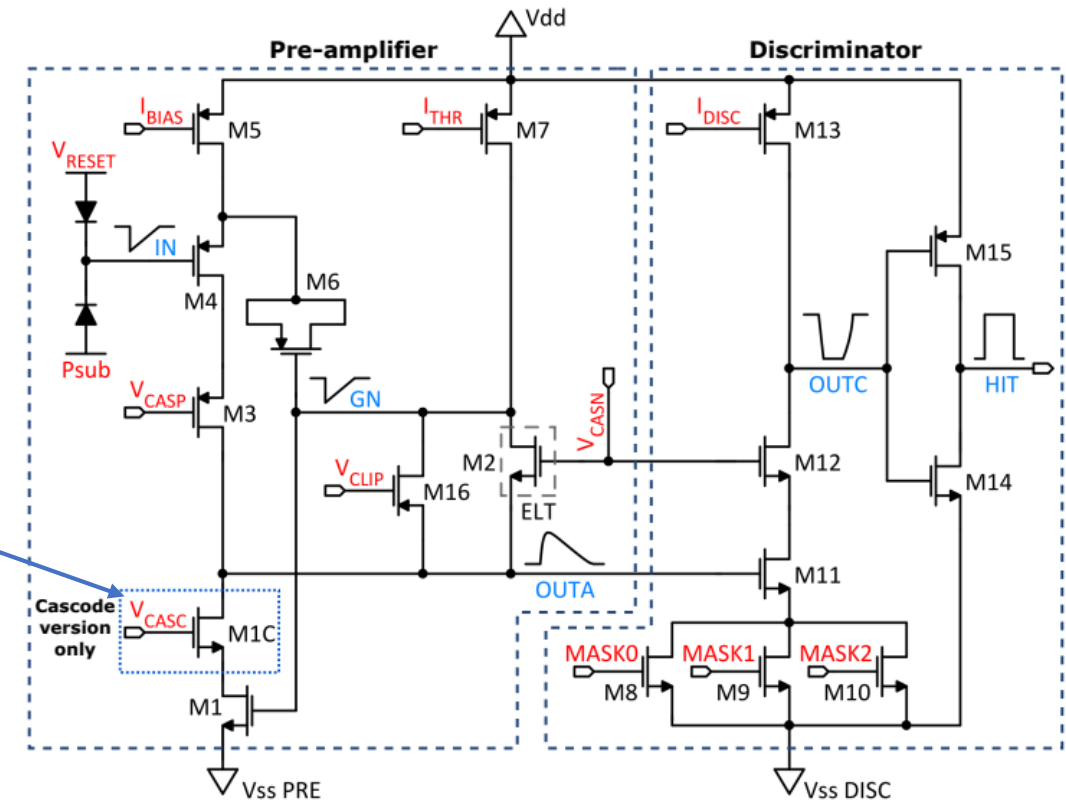 Vdd
Pre-amplifier
Discriminator
IBIAS
M5
ITHR
M7
IDISC
M13
VRESET
IN
M4
M6
M15
Psub
VCASP
M3
GN
VCASN
OUTC
HIT
M2
M12
M14
VCLIP
M16
ELT
OUTA
M11
Cascode
version
only
VCASC
M1C
MASK0
MASK1
MASK2
M8
M9
M10
M1
Vss PRE
Vss DISC